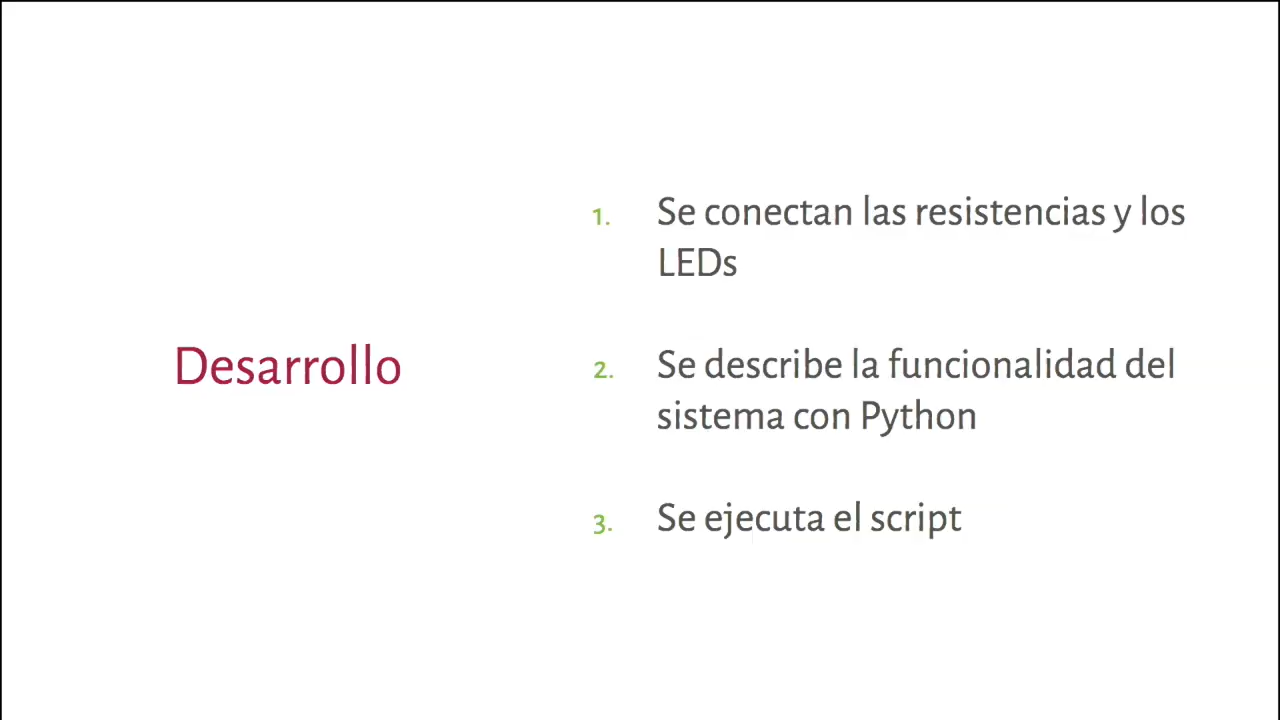 Desarrollo
1. Se conectan las resistencias y los
LEDs
2. Se describe la funcionalidad del
sistema con Python
3. Se ejecuta el script